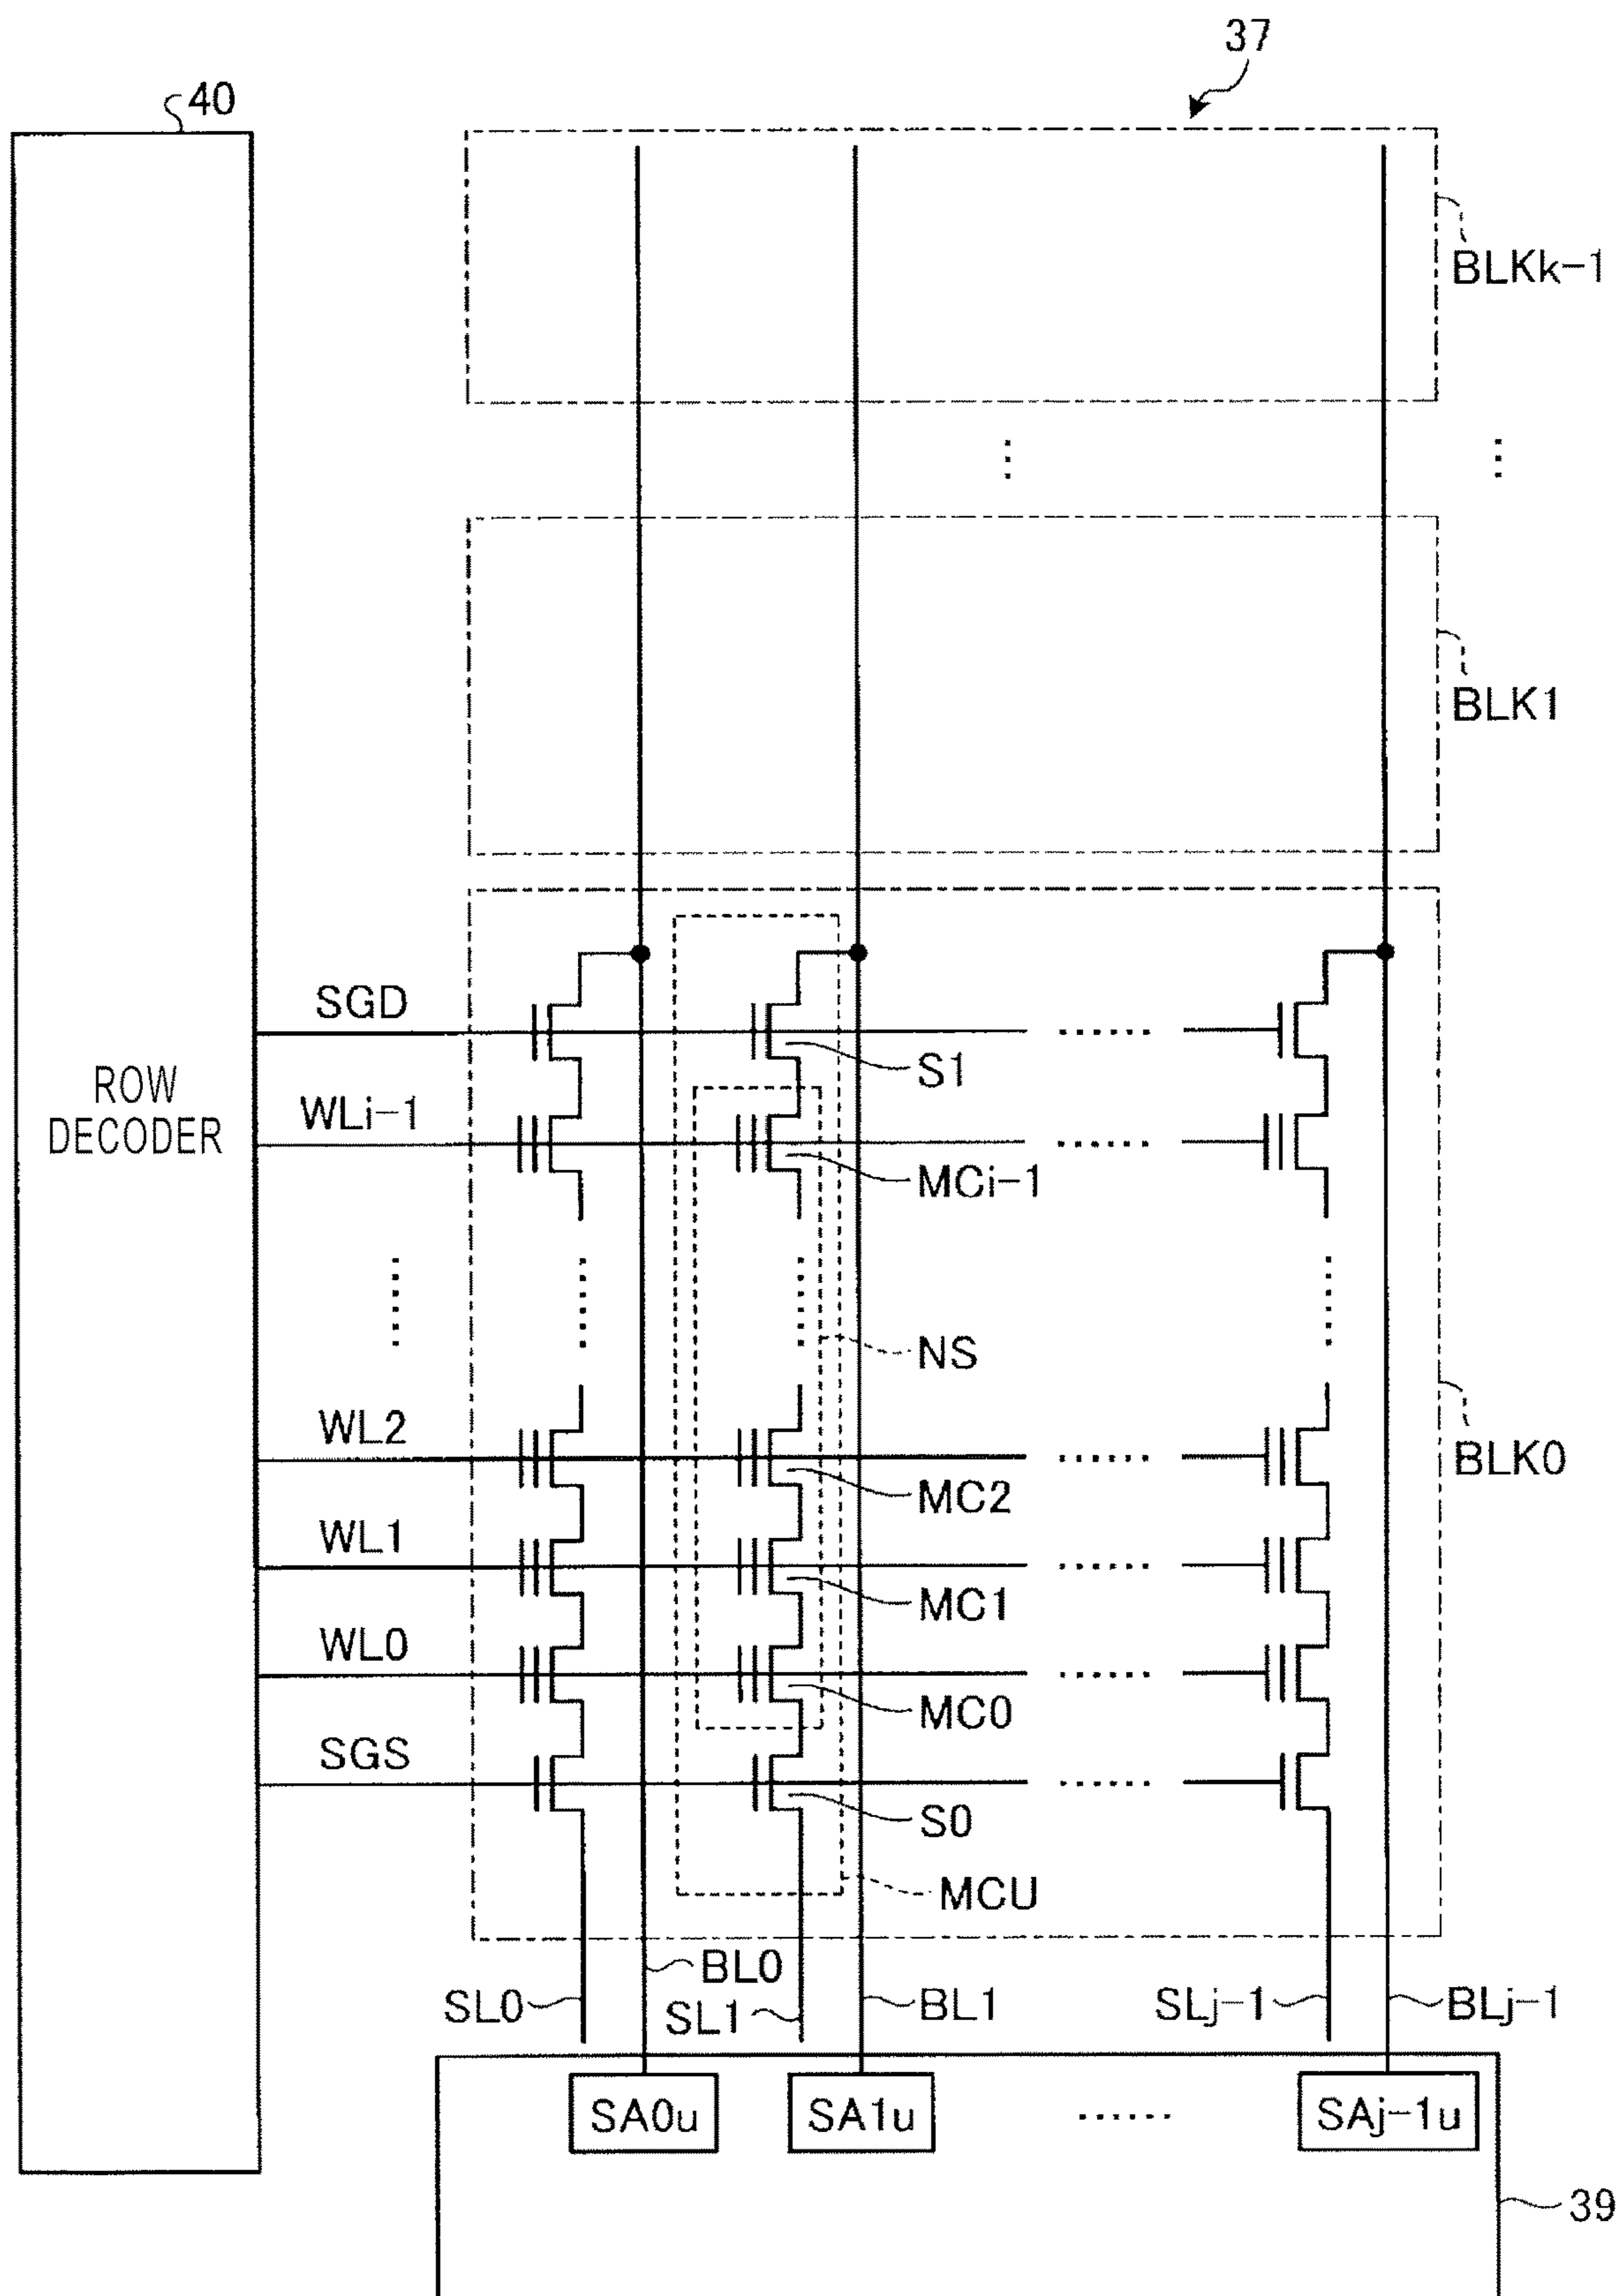 37
40
BLKk-1
BLK1
SGD
S1
ROW
DECODER
WLi-1
MCi-1
NS
WL2
BLK0
MC2
WL1
MC1
WL0
MC0
SGS
S0
MCU
BL0
SL0
SL1
BL1
SLj-1
BLj-1
SA0u
SA1u
SAj-1u
39